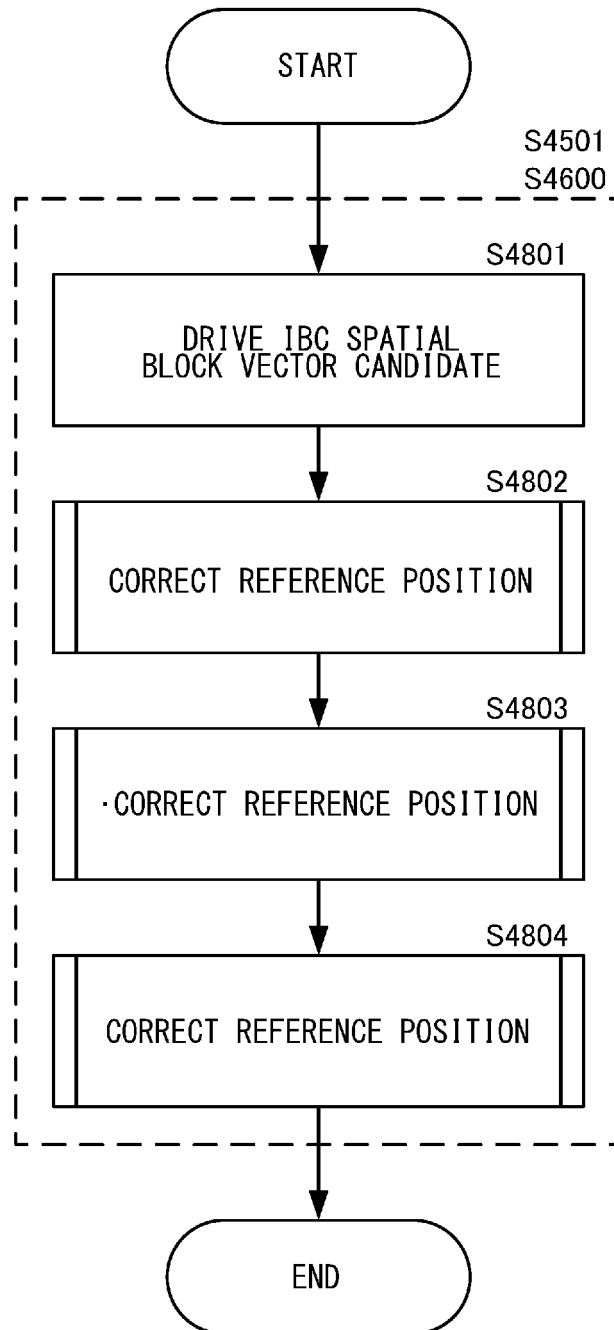 START
S4501
S4600
S4801
DRIVE IBC SPATIAL
BLOCK VECTOR CANDIDATE
S4802
CORRECT REFERENCE POSITION
S4803
·CORRECT REFERENCE POSITION
S4804
CORRECT REFERENCE POSITION
END